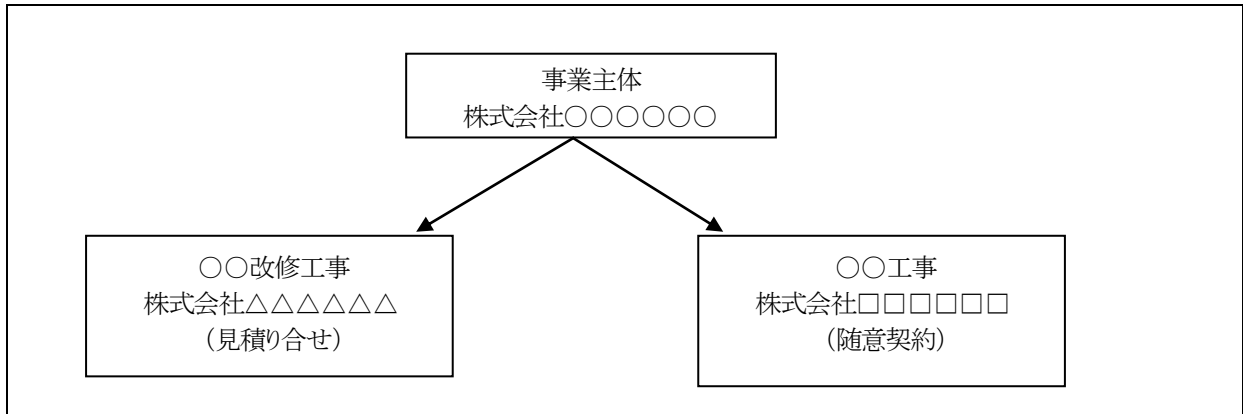 事業主体
株式会社○○○○○○
○○改修工事
株式会社△△△△△△
(見積り合せ)
○○工事
株式会社□□□□□□
(随意契約)